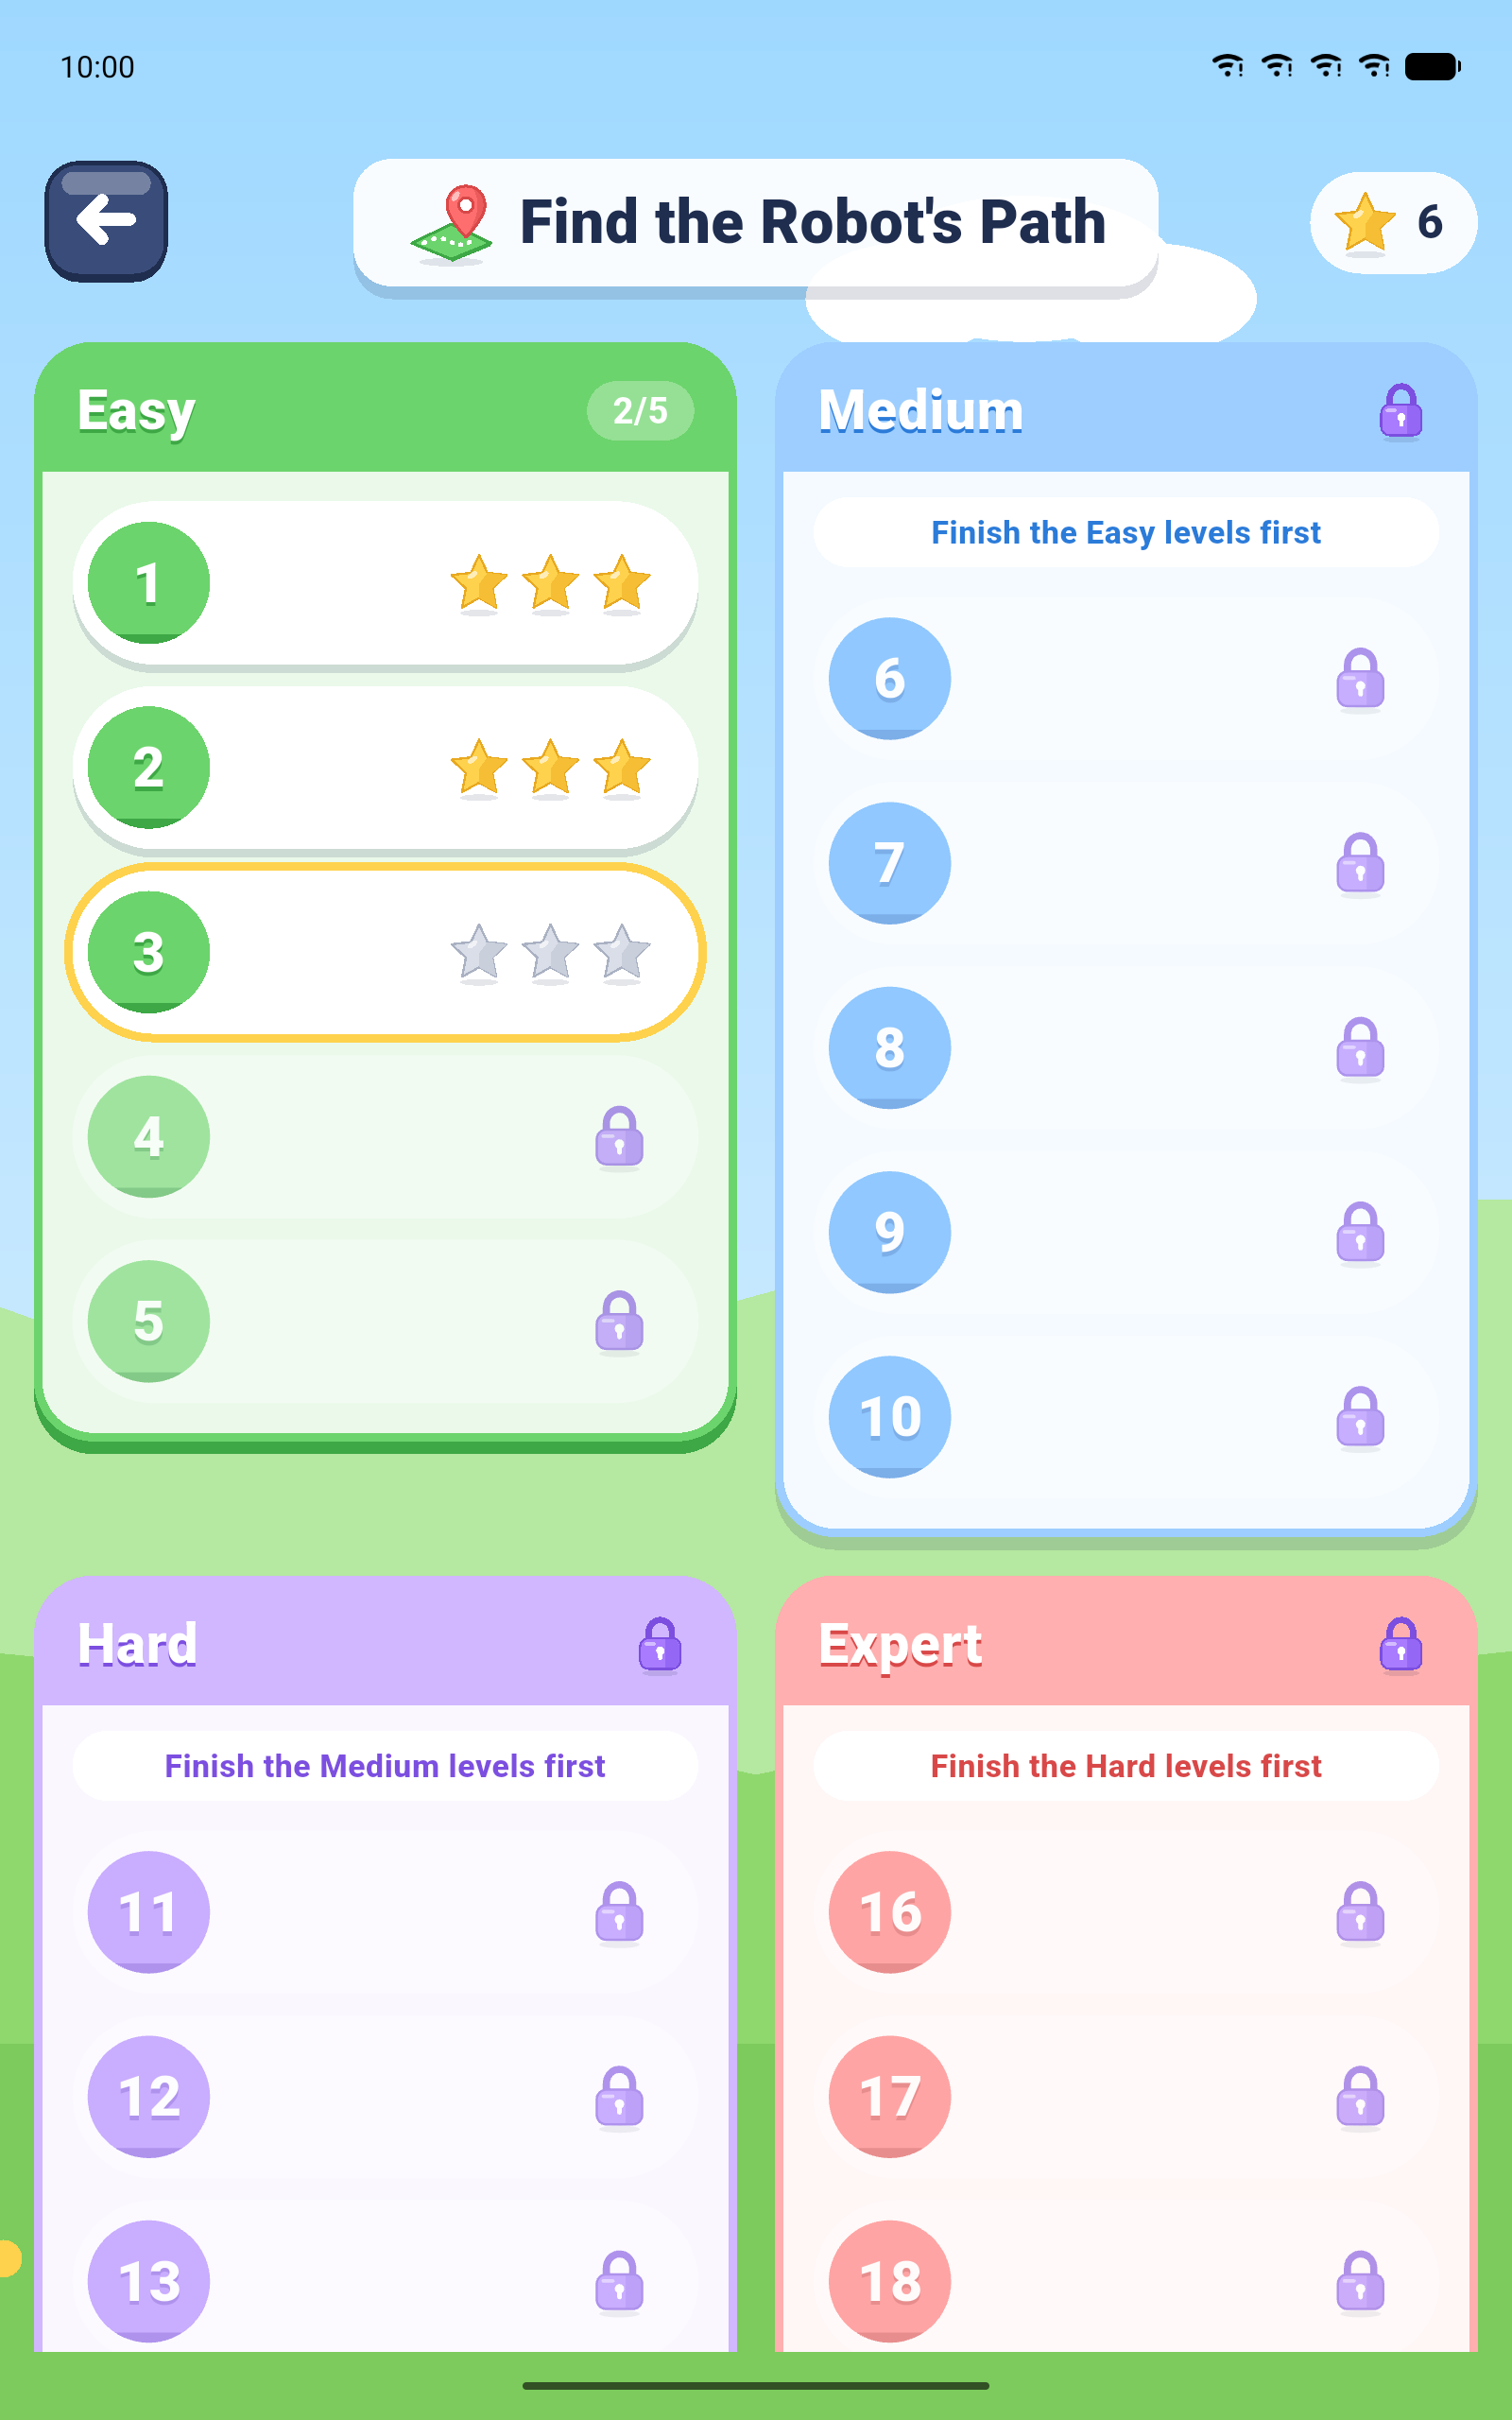 10:00
Find the Robot's Path
6
Easy
2/5
1
2
3
4
5
Medium
Finish the Easy levels first
6
7
8
9
10
Hard
Finish the Medium levels first
11
12
13
Expert
Finish the Hard levels first
16
17
18